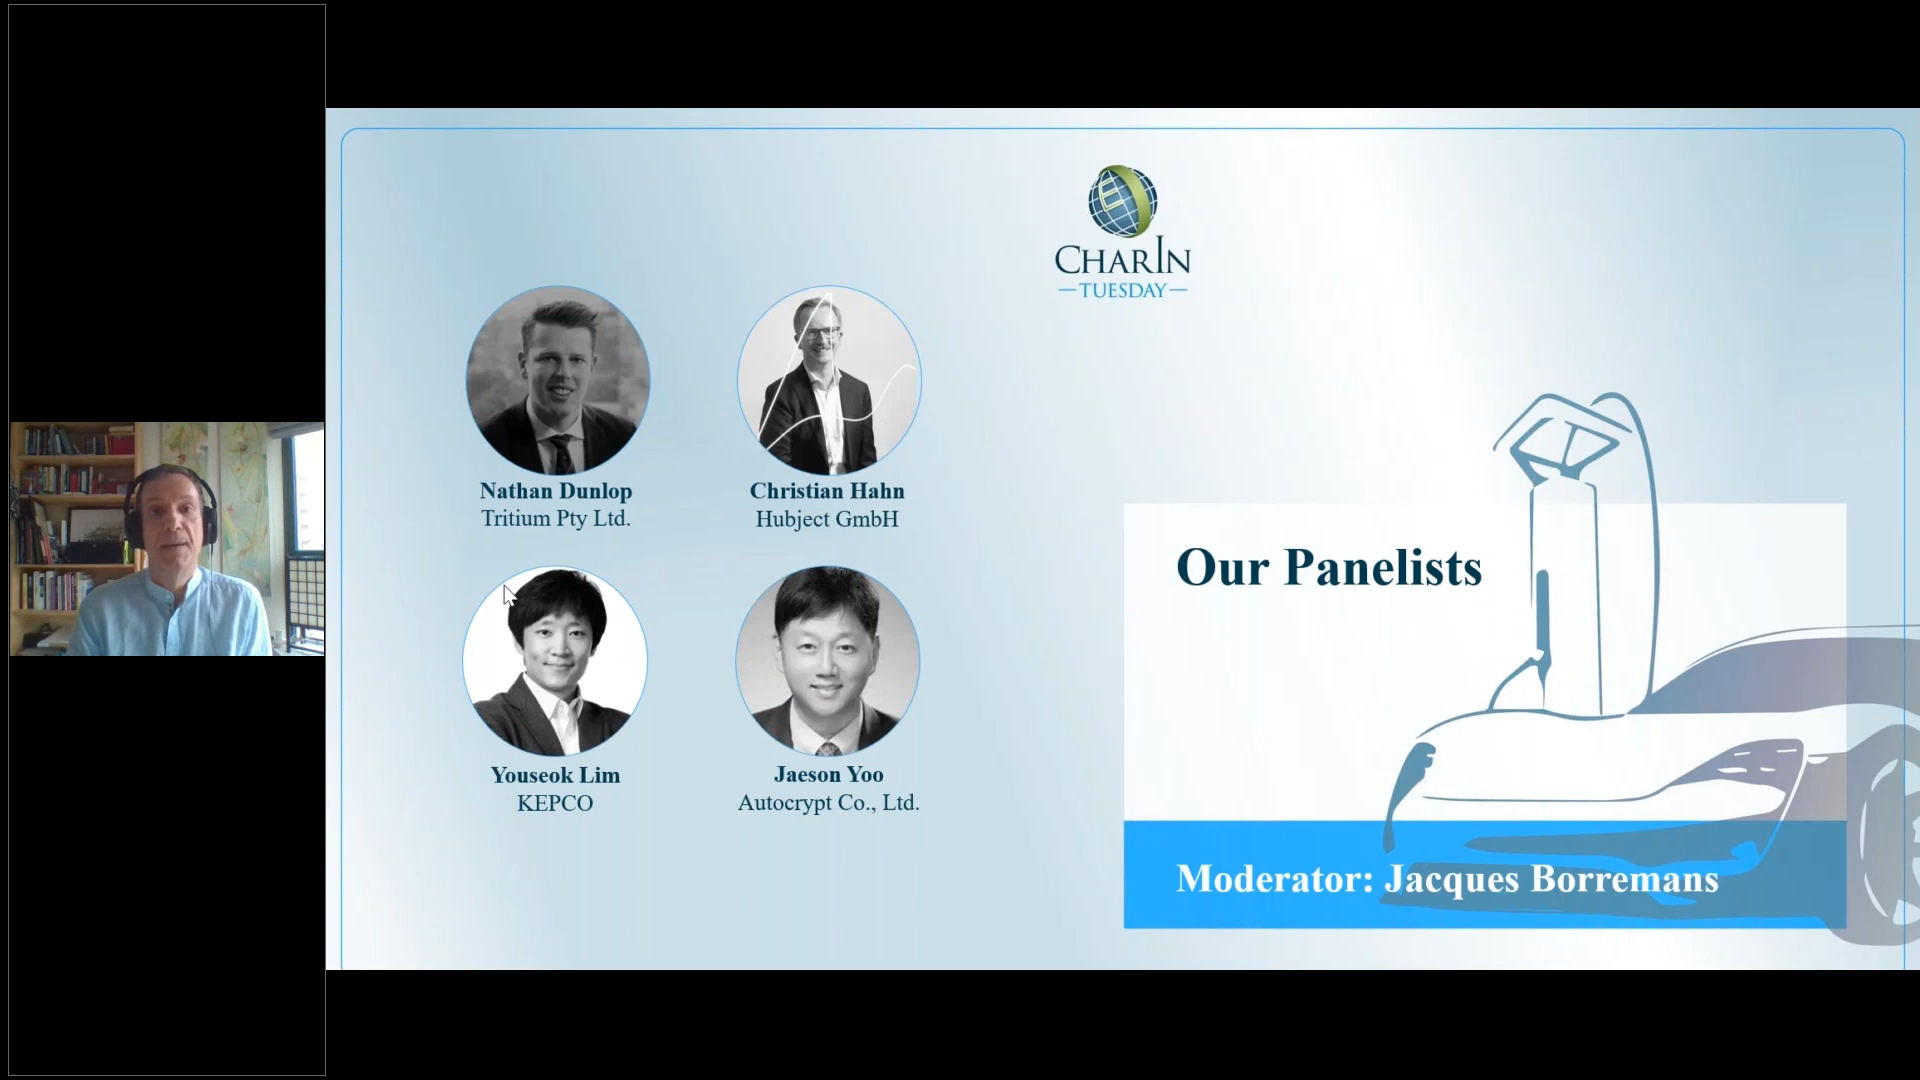 CHARIN
TUESDAY
Nathan Dunlop
Tritium Pty Ltd.
Christian Hahn
Hubject GmbH
Youseok Lim
KEPCO
Jaeson Yoo
Autocrypt Co., Ltd.
Our Panelists
Moderator: Jacques Borremans